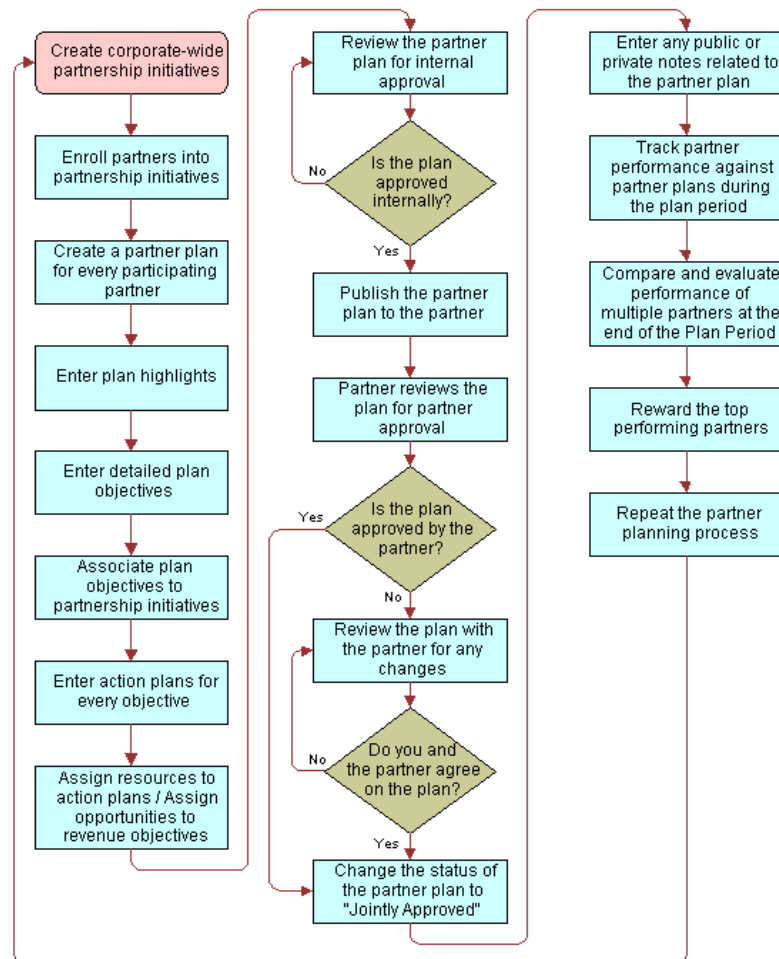 Create corporate-wide
partnership initiatives
Enroll partners into
partnership initiatives
Create a partner plan
for every participating
partner
Enter plan highlights
Enter detailed plan
objectives
Associate plan
objectives to
partnership initiatives
Enter action plans for
every objective
Assign resources to
action plans / Assign
opportunities to
revenue objectives
Review the partner
plan for internal
approval
Is the plan
approved
internally?
No
Yes
Publish the partner
plan to the partner
Partner reviews the
plan for partner
approval
Is the plan
approved by the
partner?
Yes
No
Review the plan with
the partner for any
changes
Do you and
the partner agree
on the plan?
No
Yes
Change the status of
the partner plan to
"Jointly Approved"
Enter any public or
private notes related to
the partner plan
Track partner
performance against
partner plans during
the plan period
Compare and evaluate
performance of
multiple partners at the
end of the Plan Period
Reward the top
performing partners
Repeat the partner
planning process